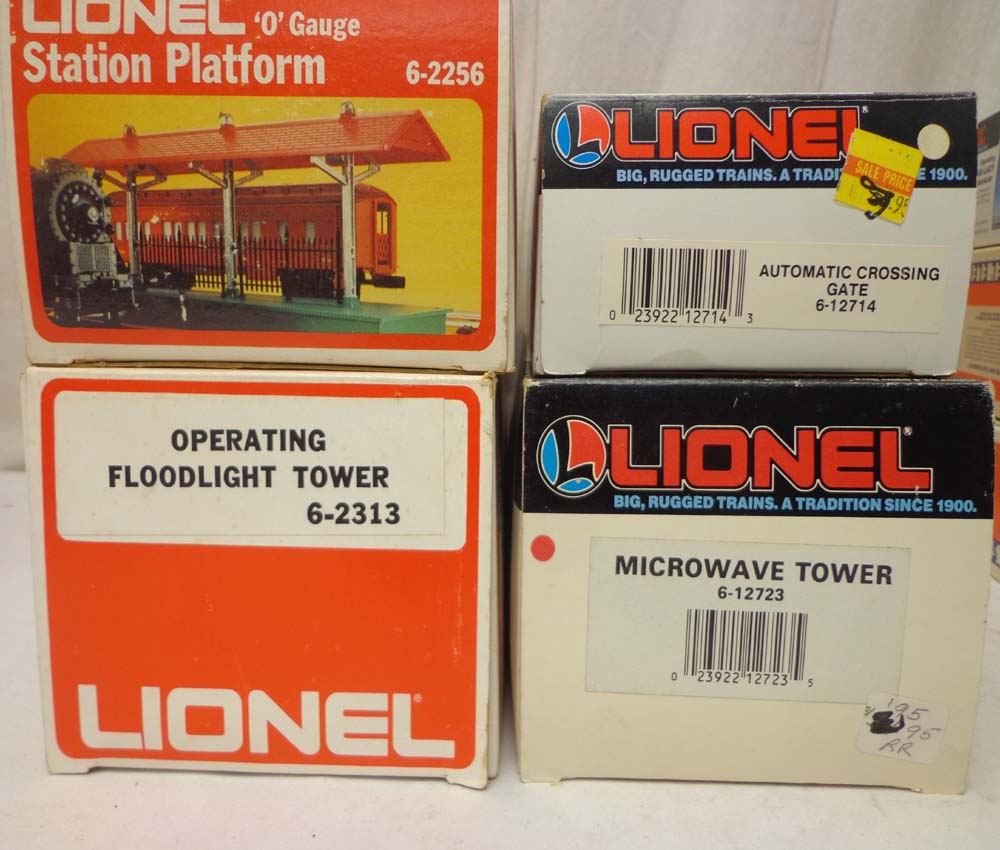 LIONEL 'O' Gauge
Station Platform 6-2256
OPERATING
FLOODLIGHT TOWER
6-2313
LIONEL®
LIONEL
BIG, RUGGED TRAINS. A TRADITION SINCE 1900.
SALE PRICE
AUTOMATIC CROSSING
GATE
6-12714
0 23922 12714 3
LIONEL®
BIG, RUGGED TRAINS. A TRADITION SINCE 1900.
MICROWAVE TOWER
6-12723
0 23922 12723 5
95
RR